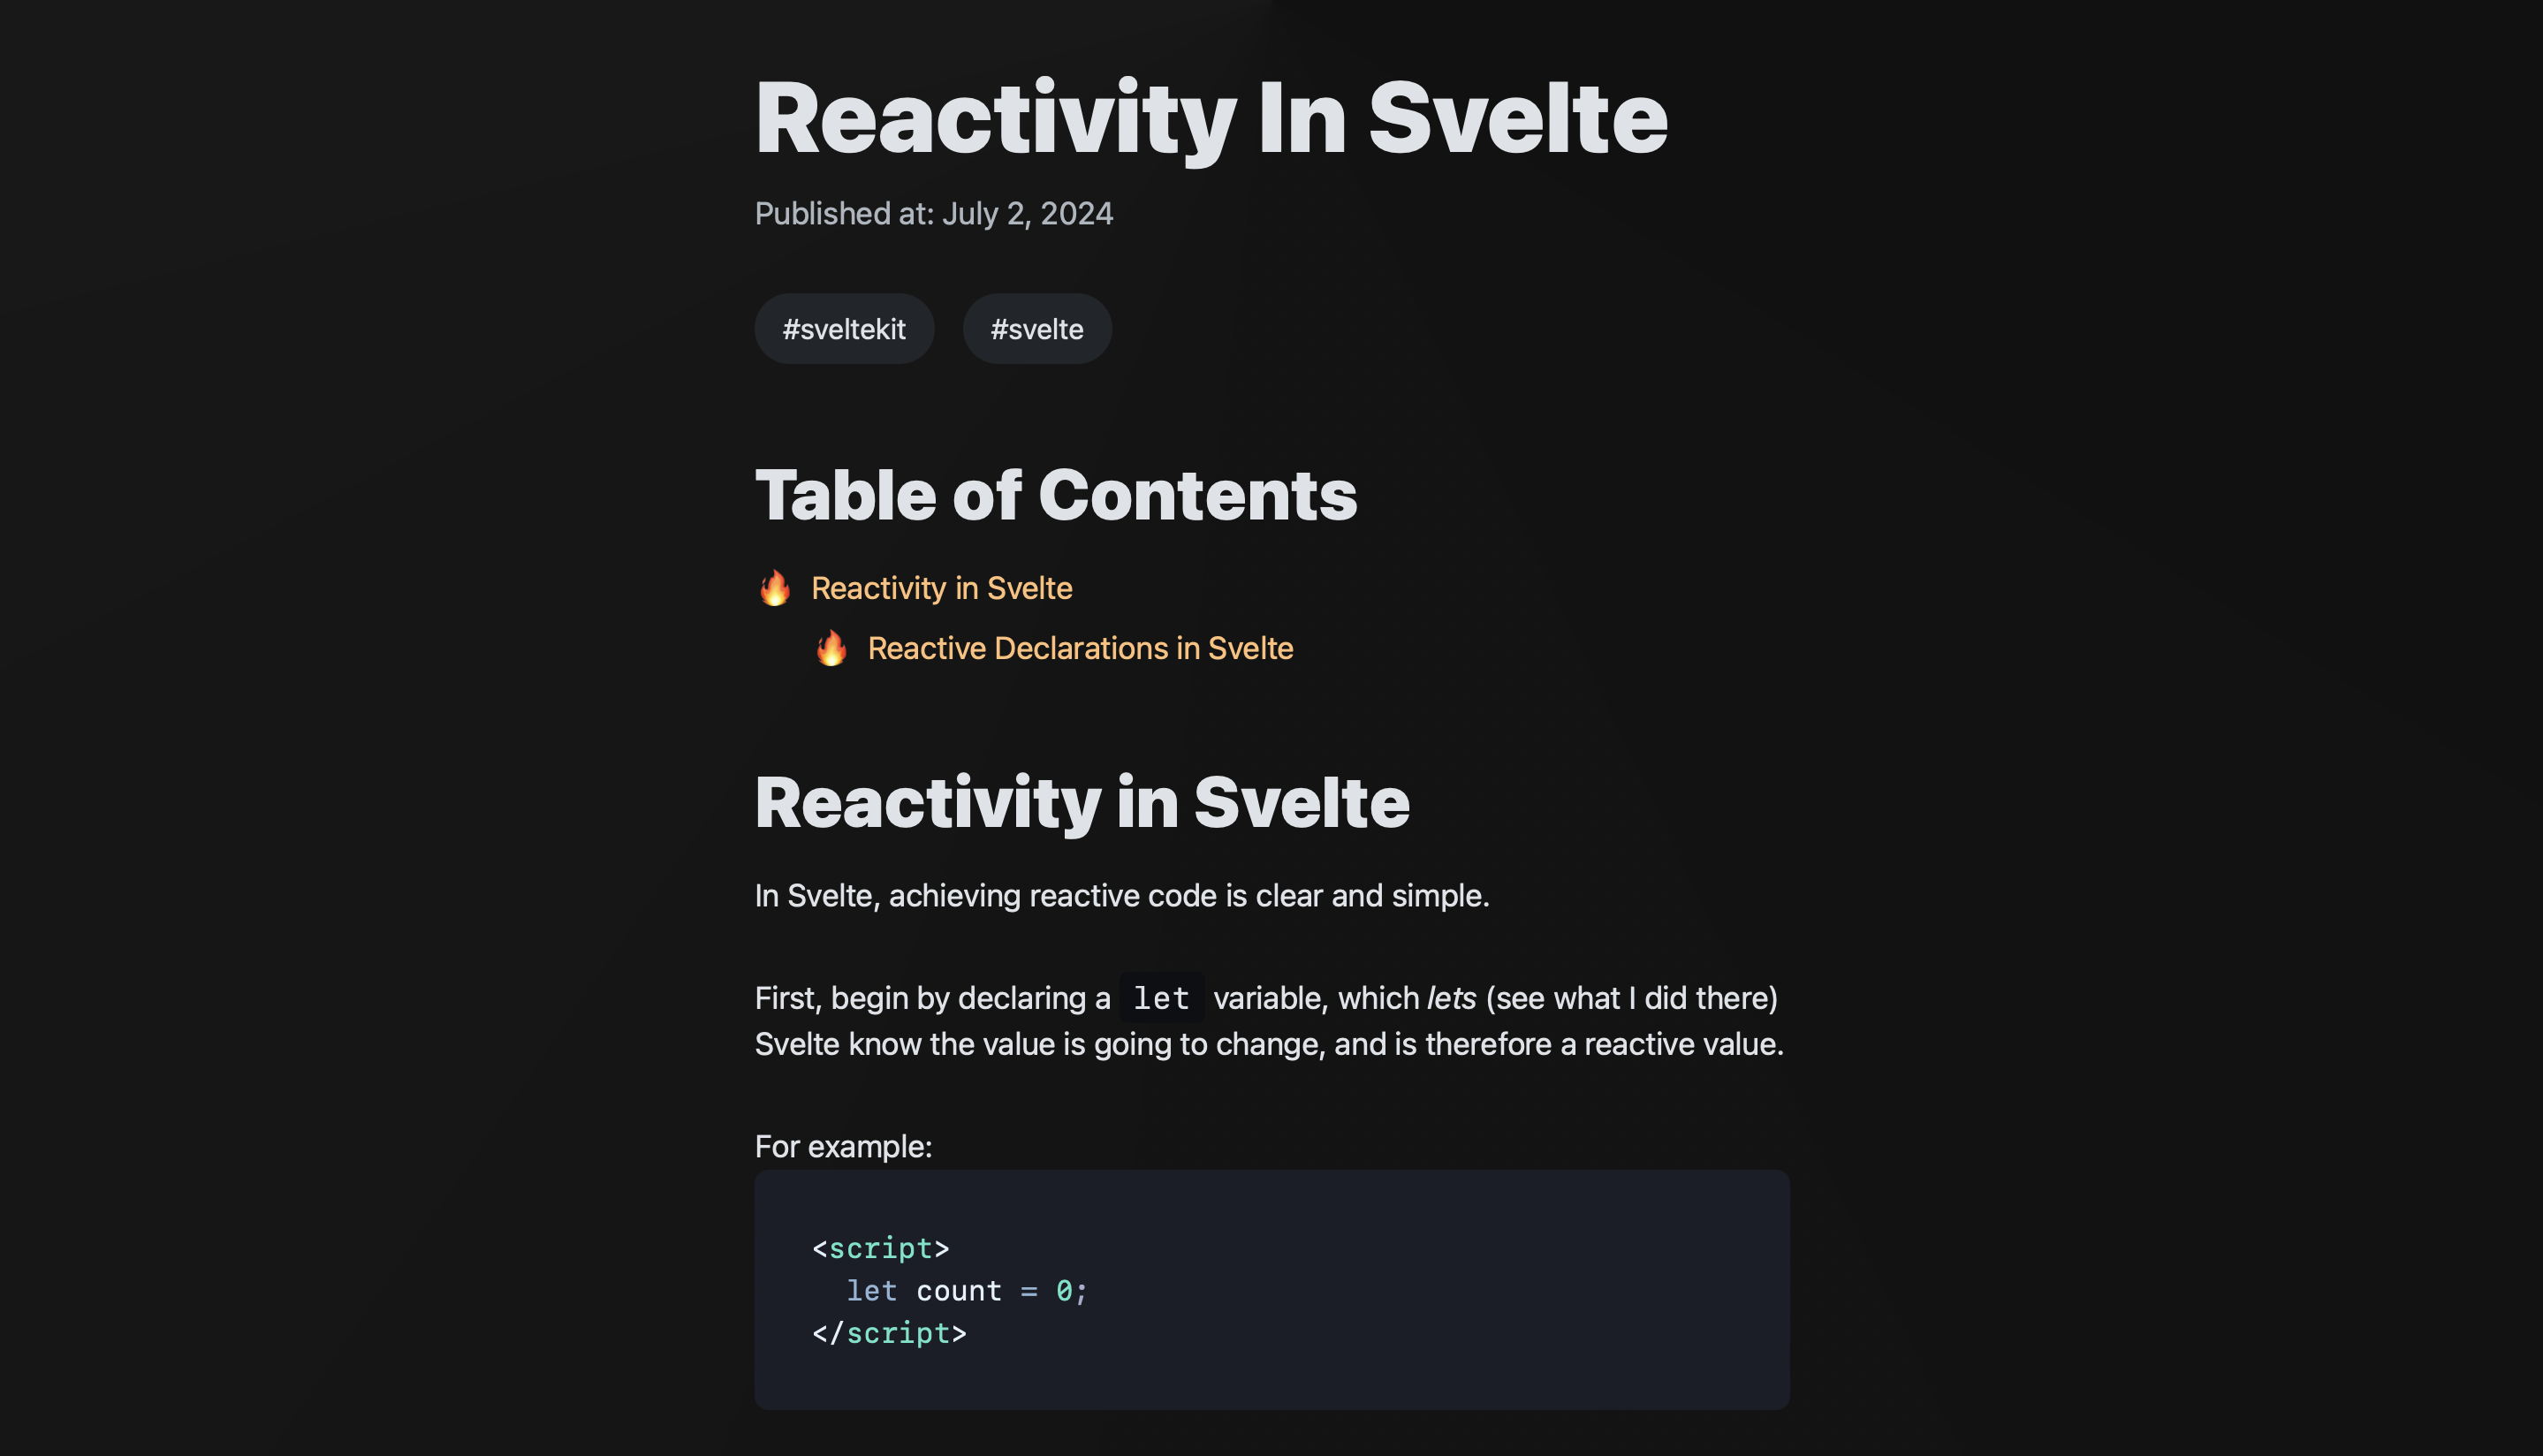 Reactivity In Svelte
Published at: July 2, 2024
#sveltekit #svelte
Table of Contents
🔥 Reactivity in Svelte
🔥 Reactive Declarations in Svelte
Reactivity in Svelte
In Svelte, achieving reactive code is clear and simple.
First, begin by declaring a let variable, which lets (see what I did there)
Svelte know the value is going to change, and is therefore a reactive value.
For example:
<script>
  let count = 0;
</script>